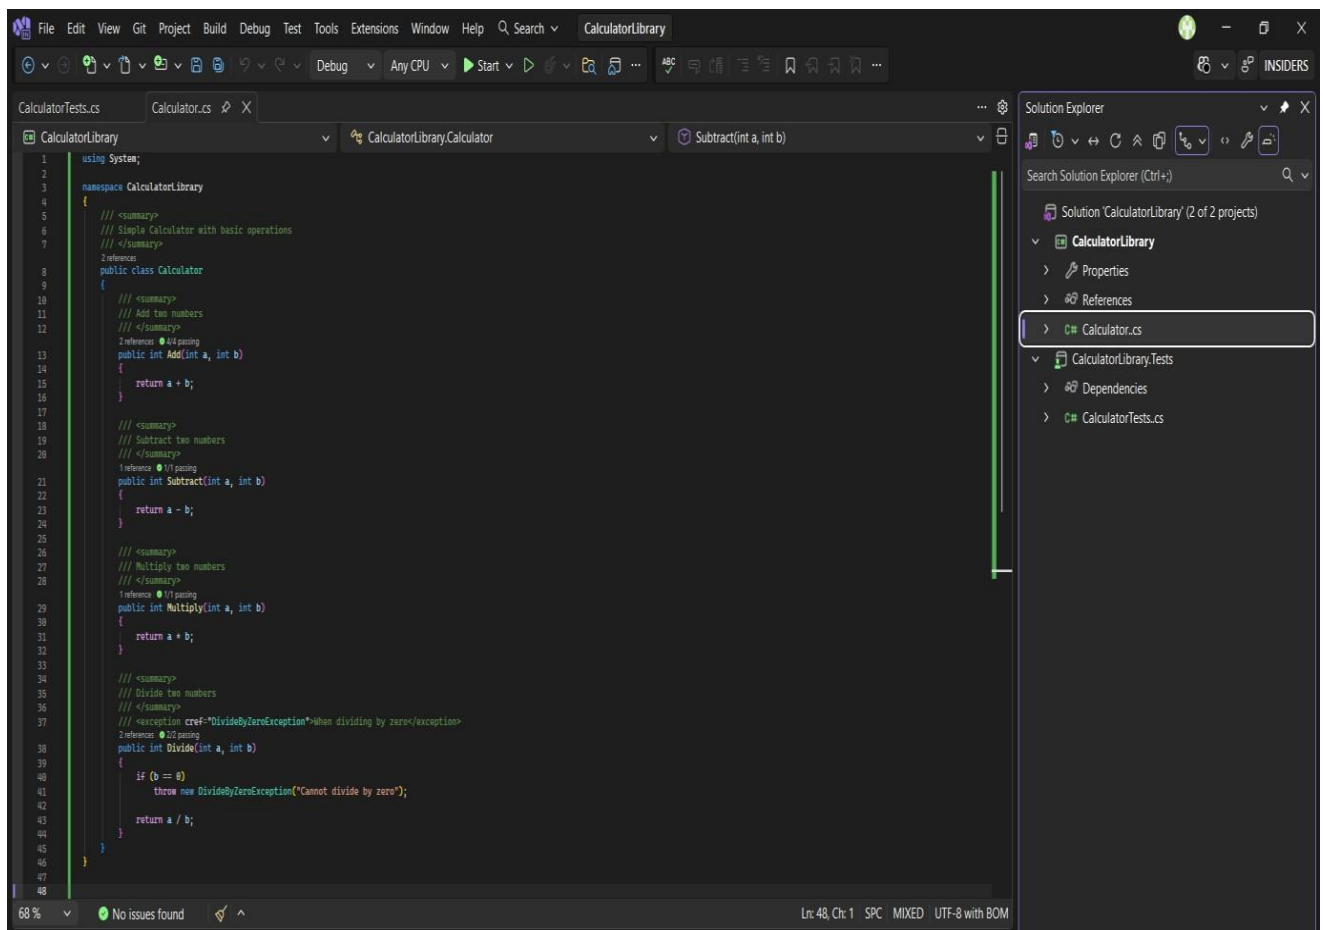 File Edit View Git Project Build Debug Test Tools Extensions Window Help Search CalculatorLibrary
Debug Any CPU Start INSIDERS
CalculatorTests.cs Calculator.cs
CalculatorLibrary CalculatorLibrary.Calculator Subtract(int a, int b)
1 using System;
2
3 namespace CalculatorLibrary
4 {
5 /// <summary>
6 /// Simple Calculator with basic operations
7 /// </summary>
2 references
8 public class Calculator
9 {
10 /// <summary>
11 /// Add two numbers
12 /// </summary>
2 references 4/4 passing
13 public int Add(int a, int b)
14 {
15 return a + b;
16 }
17
18 /// <summary>
19 /// Subtract two numbers
20 /// </summary>
1 reference 1/1 passing
21 public int Subtract(int a, int b)
22 {
23 return a - b;
24 }
25
26 /// <summary>
27 /// Multiply two numbers
28 /// </summary>
1 reference 1/1 passing
29 public int Multiply(int a, int b)
30 {
31 return a * b;
32 }
33
34 /// <summary>
35 /// Divide two numbers
36 /// </summary>
37 /// <exception cref="DivideByZeroException">When dividing by zero</exception>
2 references 2/2 passing
38 public int Divide(int a, int b)
39 {
40 if (b == 0)
41 throw new DivideByZeroException("Cannot divide by zero");
42
43 return a / b;
44 }
45 }
46 }
47
48
68 % No issues found Ln: 48, Ch: 1 SPC MIXED UTF-8 with BOM
Solution Explorer
Search Solution Explorer (Ctrl+;)
Solution 'CalculatorLibrary' (2 of 2 projects)
CalculatorLibrary
Properties
References
C# Calculator.cs
CalculatorLibrary.Tests
Dependencies
C# CalculatorTests.cs